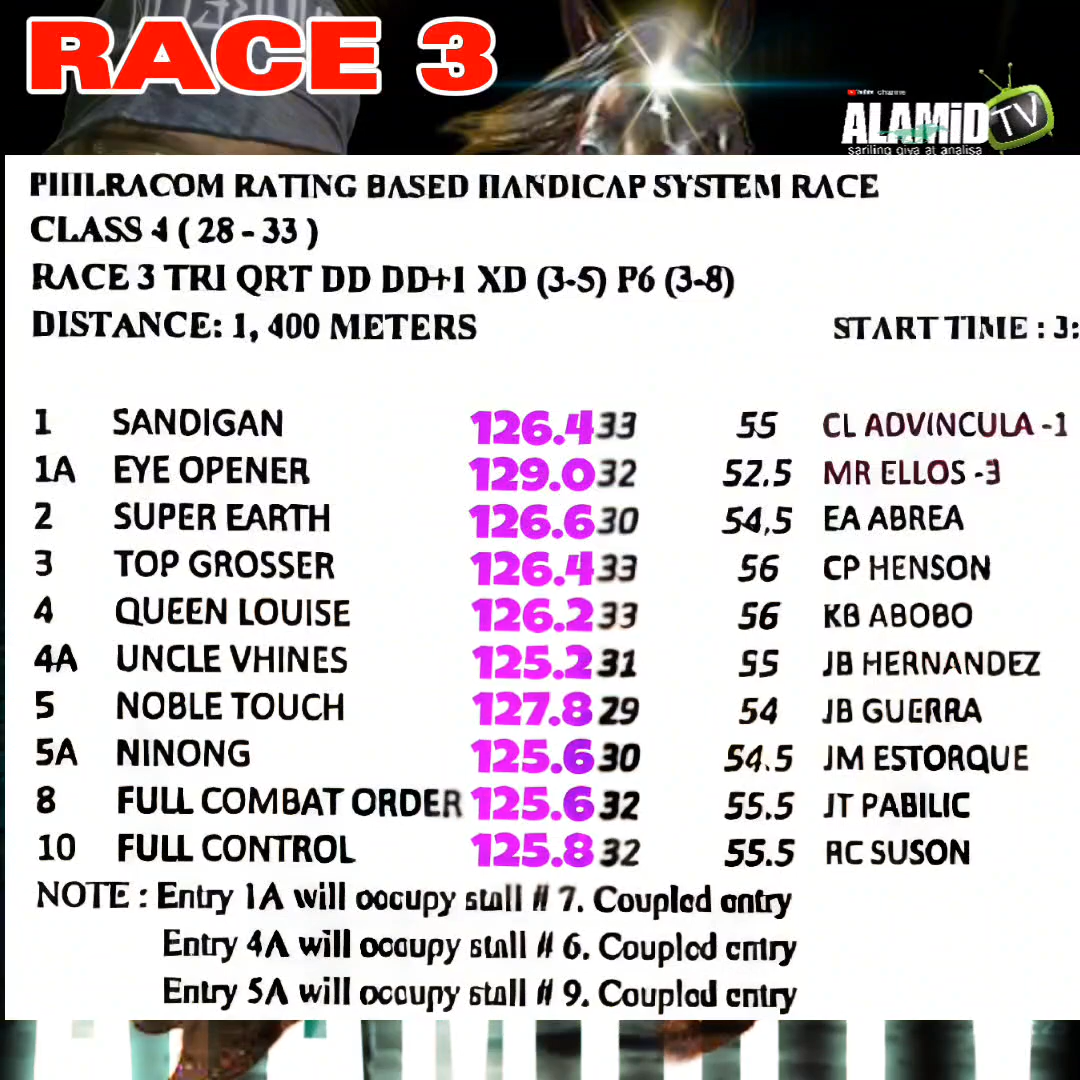 RACE 3
YouTube channel
ALAMiD TV
sariling giya at analisa
PHILRACOM RATING BASED HANDICAP SYSTEM RACE
CLASS 4 ( 28 - 33 )
RACE 3 TRI QRT DD DD+1 XD (3-5) P6 (3-8)
DISTANCE: 1, 400 METERS START TIME : 3:
1 SANDIGAN 126.4 33 55 CL ADVINCULA -1
1A EYE OPENER 129.0 32 52.5 MR ELLOS -3
2 SUPER EARTH 126.6 30 54.5 EA ABREA
3 TOP GROSSER 126.4 33 56 CP HENSON
4 QUEEN LOUISE 126.2 33 56 KB ABOBO
4A UNCLE VHINES 125.2 31 55 JB HERNANDEZ
5 NOBLE TOUCH 127.8 29 54 JB GUERRA
5A NINONG 125.6 30 54.5 JM ESTORQUE
8 FULL COMBAT ORDER 125.6 32 55.5 JT PABILIC
10 FULL CONTROL 125.8 32 55.5 RC SUSON
NOTE : Entry 1A will occupy stall # 7. Coupled entry
Entry 4A will occupy stall # 6. Coupled entry
Entry 5A will occupy stall # 9. Coupled entry